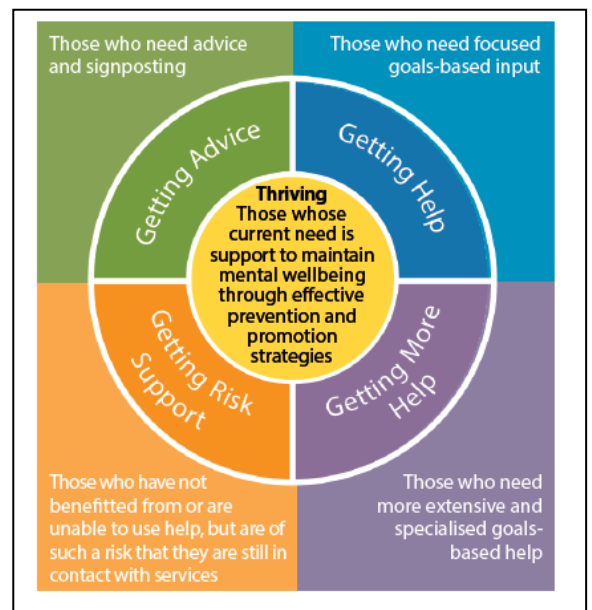 Those who need advice
and signposting
Those who need focused
goals-based input
Getting Advice
Getting Help
Thriving
Those whose
current need is
support to maintain
mental wellbeing
through effective
prevention and
promotion
strategies
Getting Risk
Support
Getting More
Help
Those who have not
benefitted from or are
unable to use help, but are of
such a risk that they are still in
contact with services
Those who need
more extensive and
specialised goals-
based help